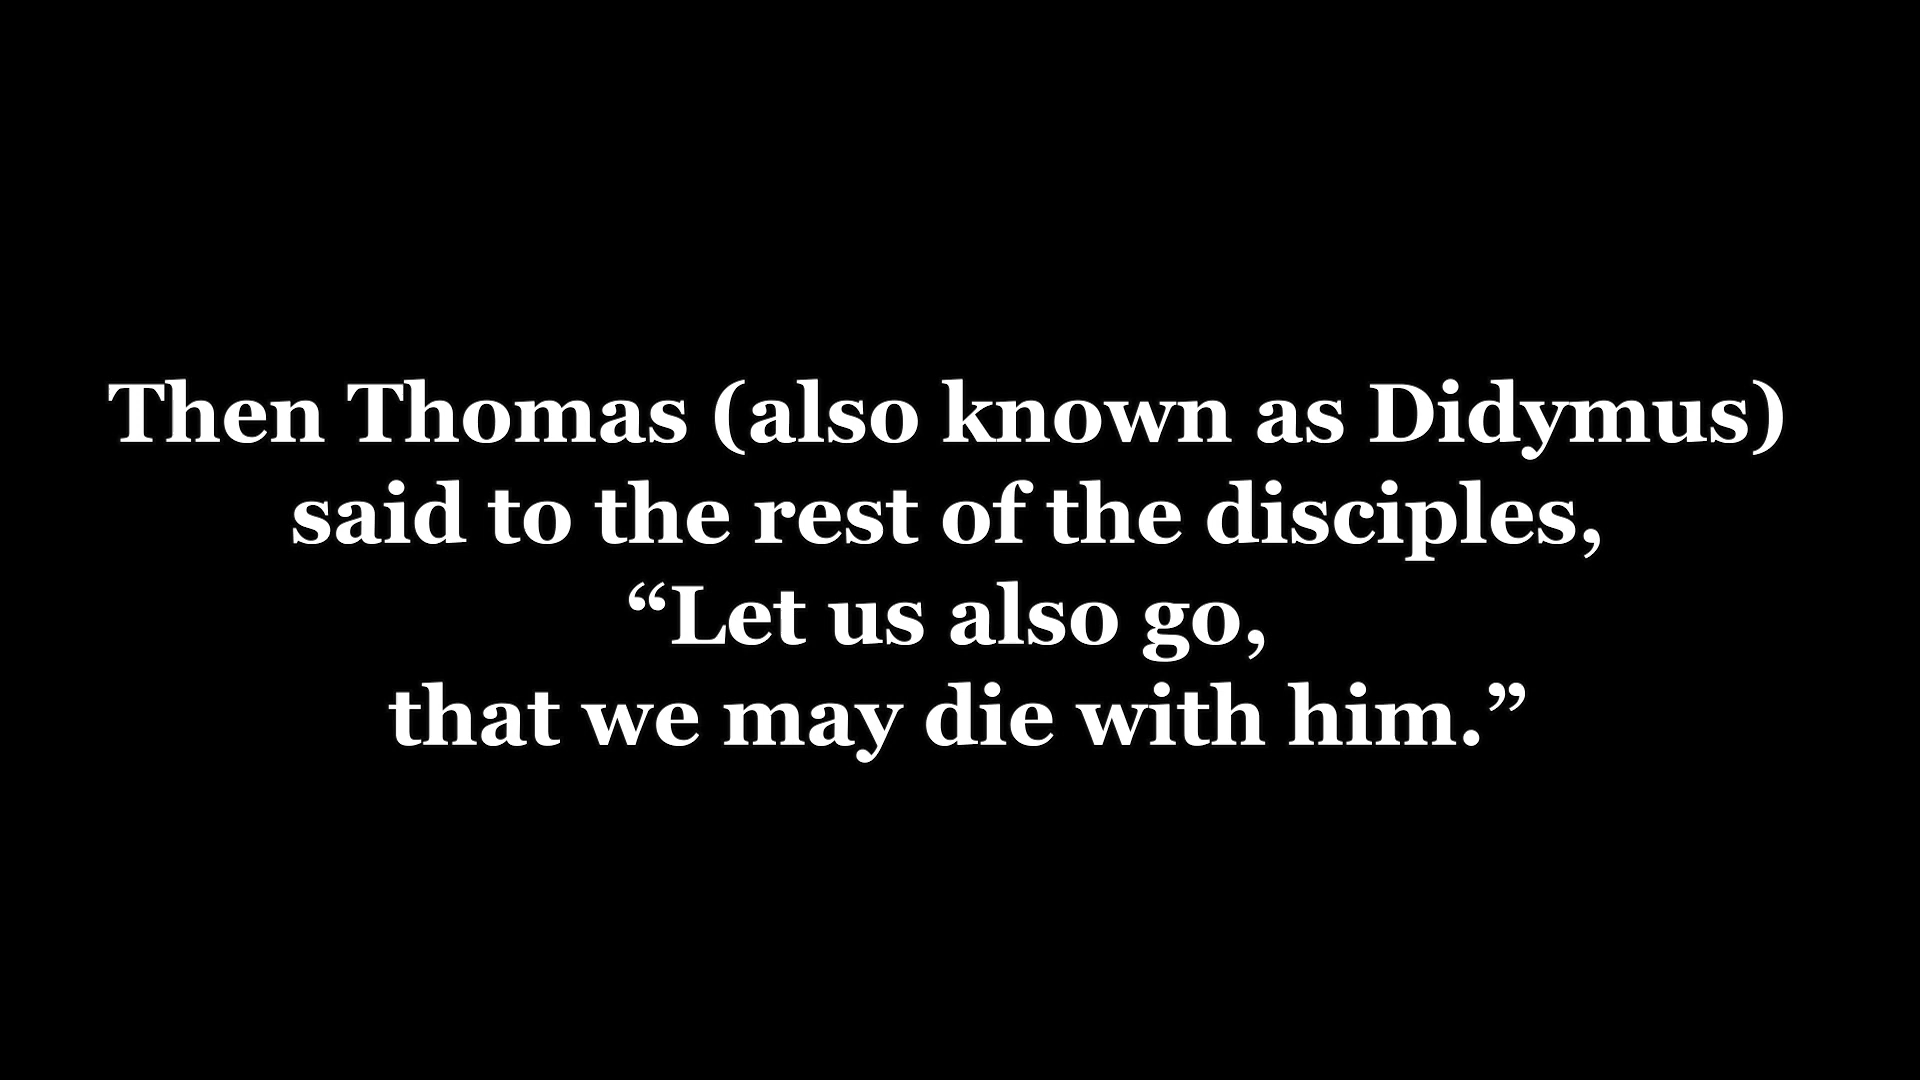 Then Thomas (also known as Didymus)
said to the rest of the disciples,
“Let us also go,
that we may die with him.”